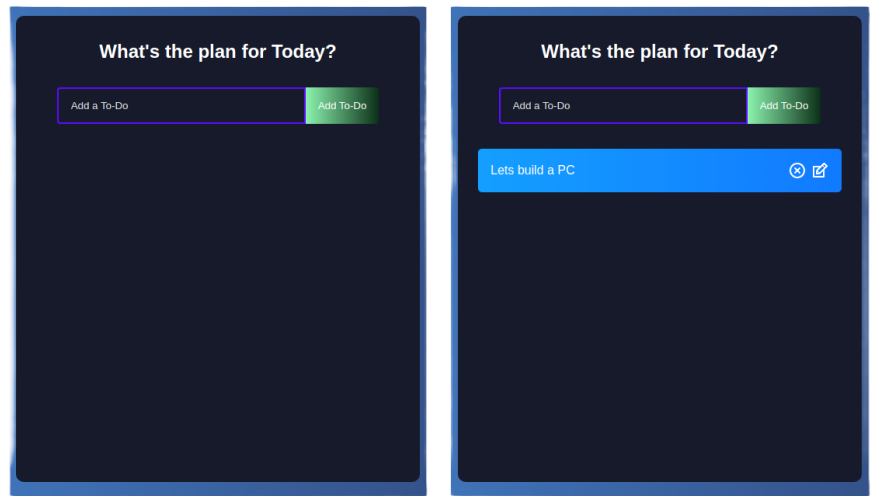 What's the plan for Today?
Add a To-Do
Add To-Do
What's the plan for Today?
Add a To-Do
Add To-Do
Lets build a PC